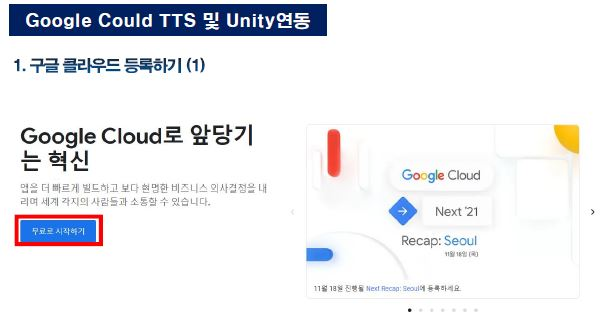 Google Could TTS 및 Unity연동
1. 구글 클라우드 등록하기 (1)
Google Cloud로 앞당기
는 혁신
앱을 더 빠르게 빌드하고 보다 현명한 비즈니스 의사결정을 내
리며 세계 각지의 사람들과 소통할 수 있습니다.
무료로 시작하기
Google Cloud
Next '21
Recap: Seoul
11월 18일 (목)
11월 18일 진행될 Next Recap: Seoul에 등록하세요.